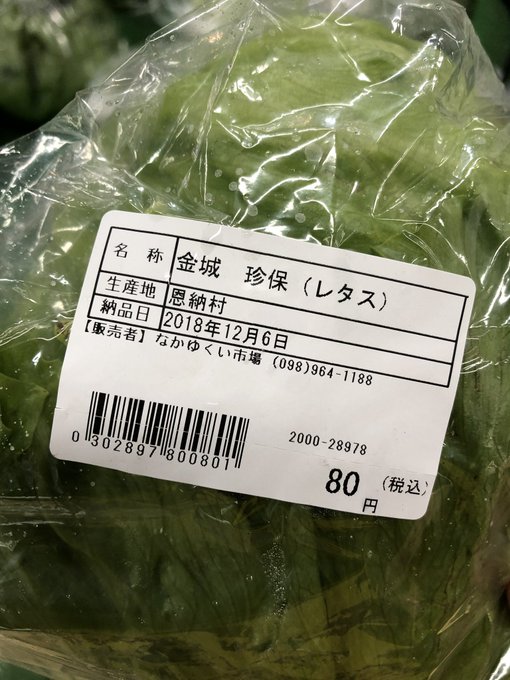 名 称 金城 珍保 (レタス)
生産地 恩納村
納品日 2018年12月6日
【販売者】なかゆくい市場 (098)964-1188
2000-28978
0 302897 800801
80 円 (税込)